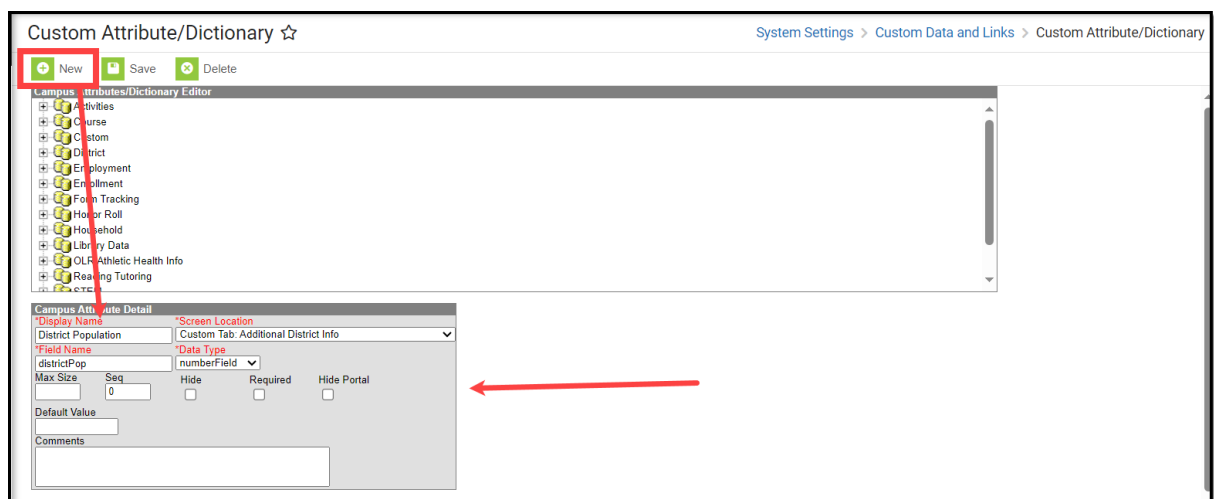 Custom Attribute/Dictionary
System Settings > Custom Data and Links > Custom Attribute/Dictionary
New Save Delete
Campus Attributes/Dictionary Editor
Activities
Course
Custom
District
Employment
Enrollment
Form Tracking
Honor Roll
Household
Library Data
OLR Athletic Health Info
Reading Tutoring
STEM
Campus Attribute Detail
*Display Name *Screen Location
District Population Custom Tab: Additional District Info
*Field Name *Data Type
districtPop numberField
Max Size Seq Hide Required Hide Portal
0
Default Value
Comments